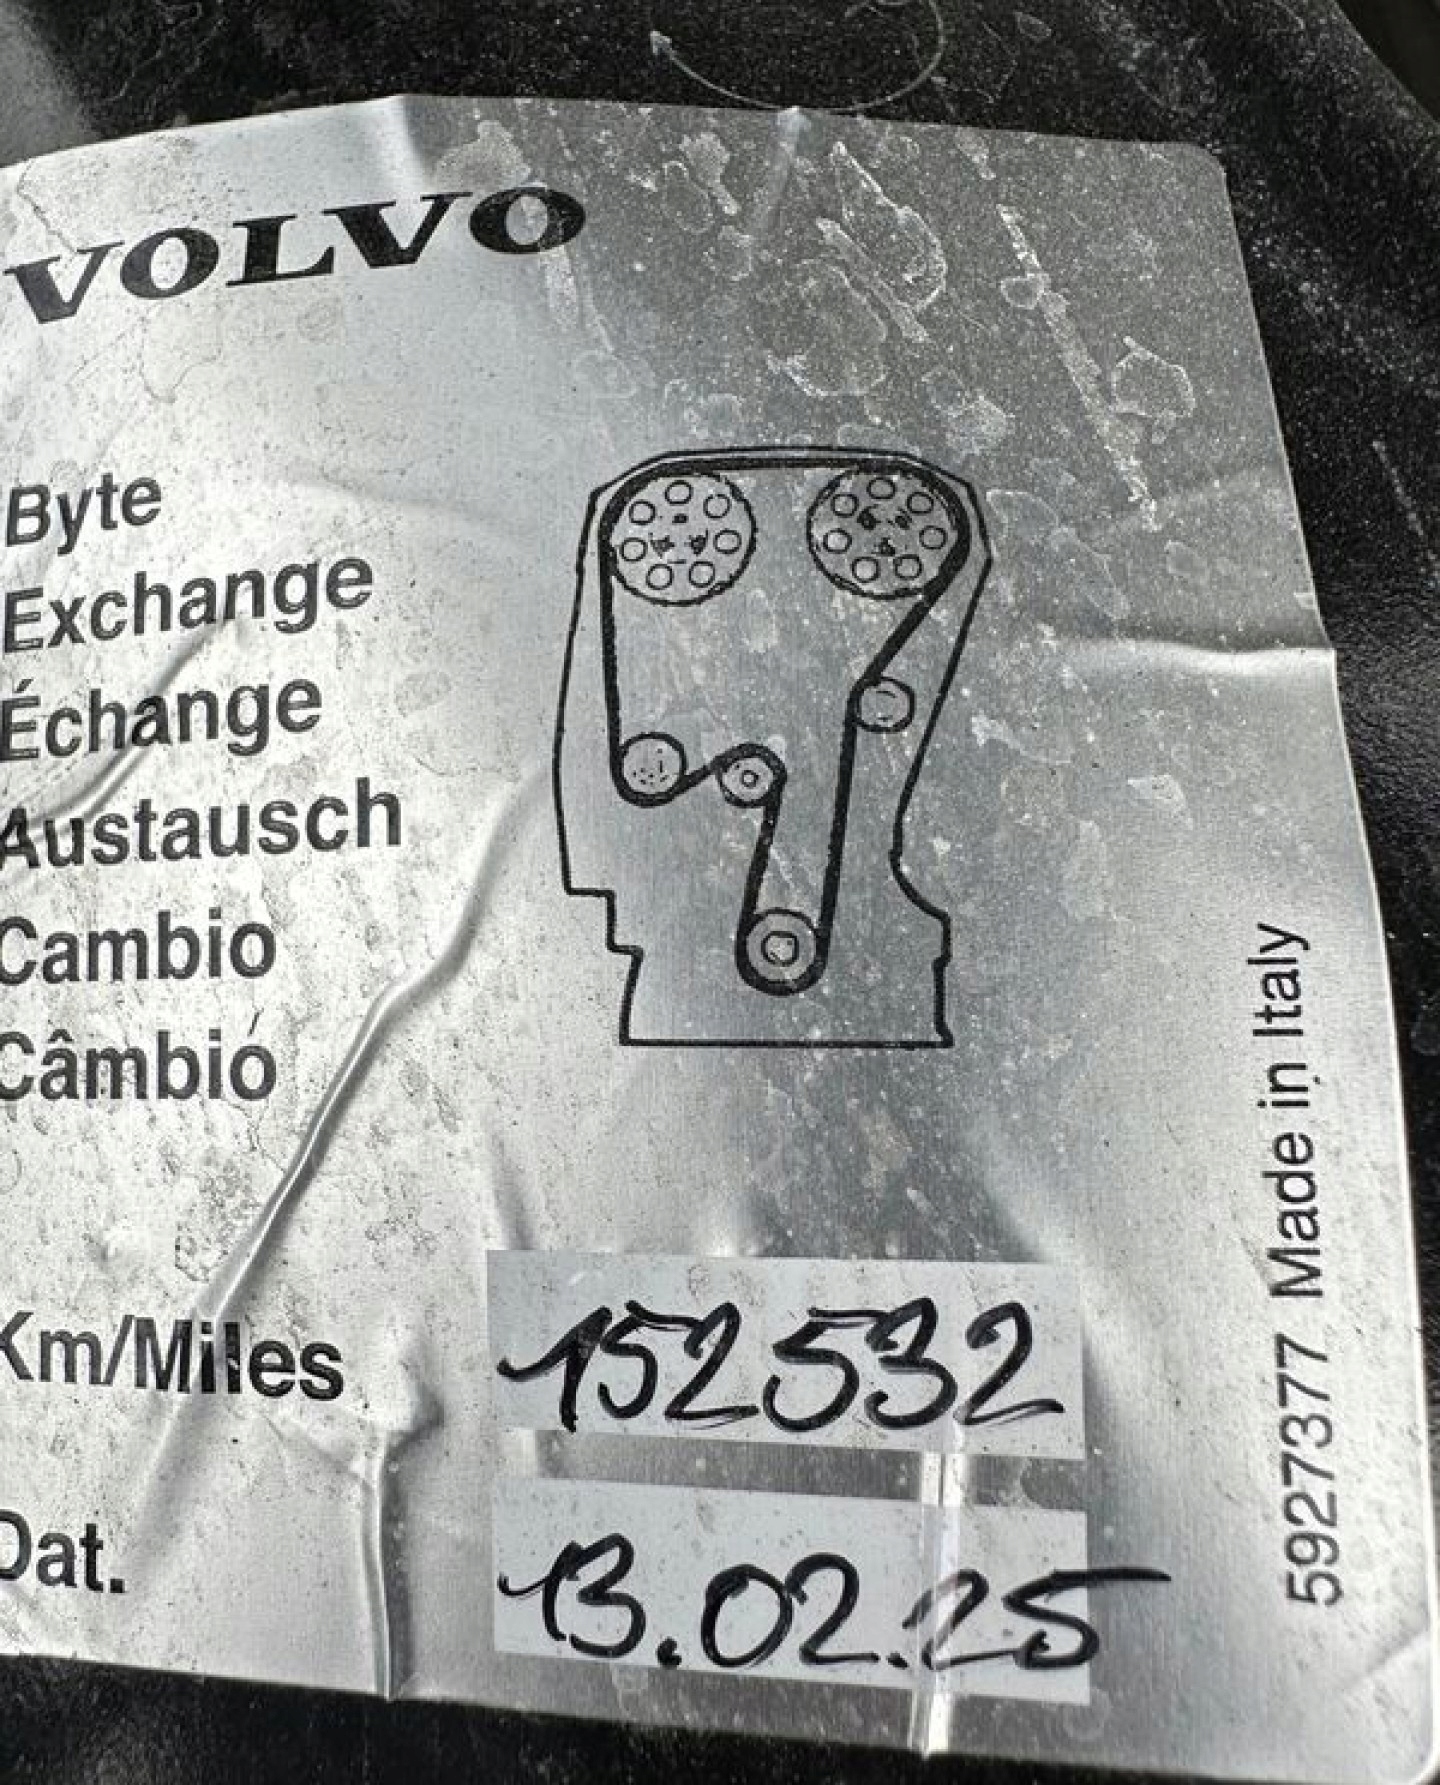 VOLVO
Byte
Exchange
Échange
Austausch
Cambio
Câmbió
Km/Miles 152532
Dat. 13.02.25
5927377 Made in Italy